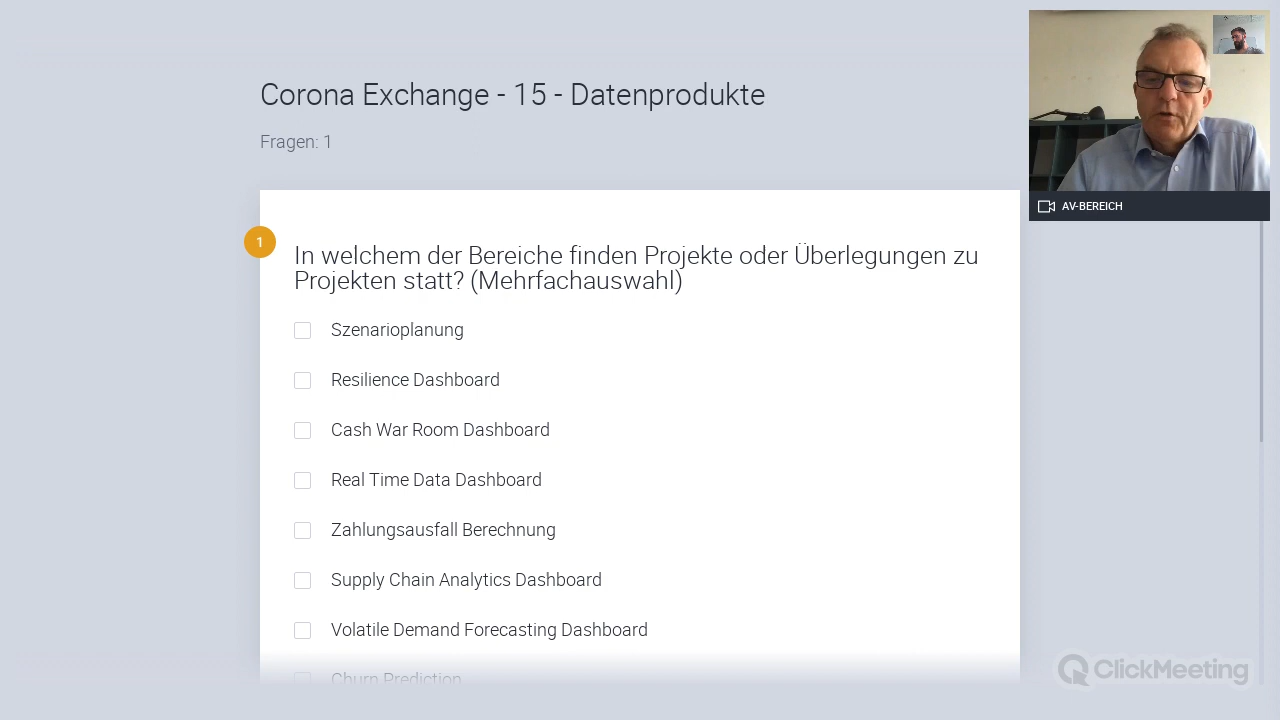 Corona Exchange - 15 - Datenprodukte
Fragen: 1
1
In welchem der Bereiche finden Projekte oder Überlegungen zu
Projekten statt? (Mehrfachauswahl)
Szenarioplanung
Resilience Dashboard
Cash War Room Dashboard
Real Time Data Dashboard
Zahlungsausfall Berechnung
Supply Chain Analytics Dashboard
Volatile Demand Forecasting Dashboard
Churn Prediction
AV-BEREICH
ClickMeeting